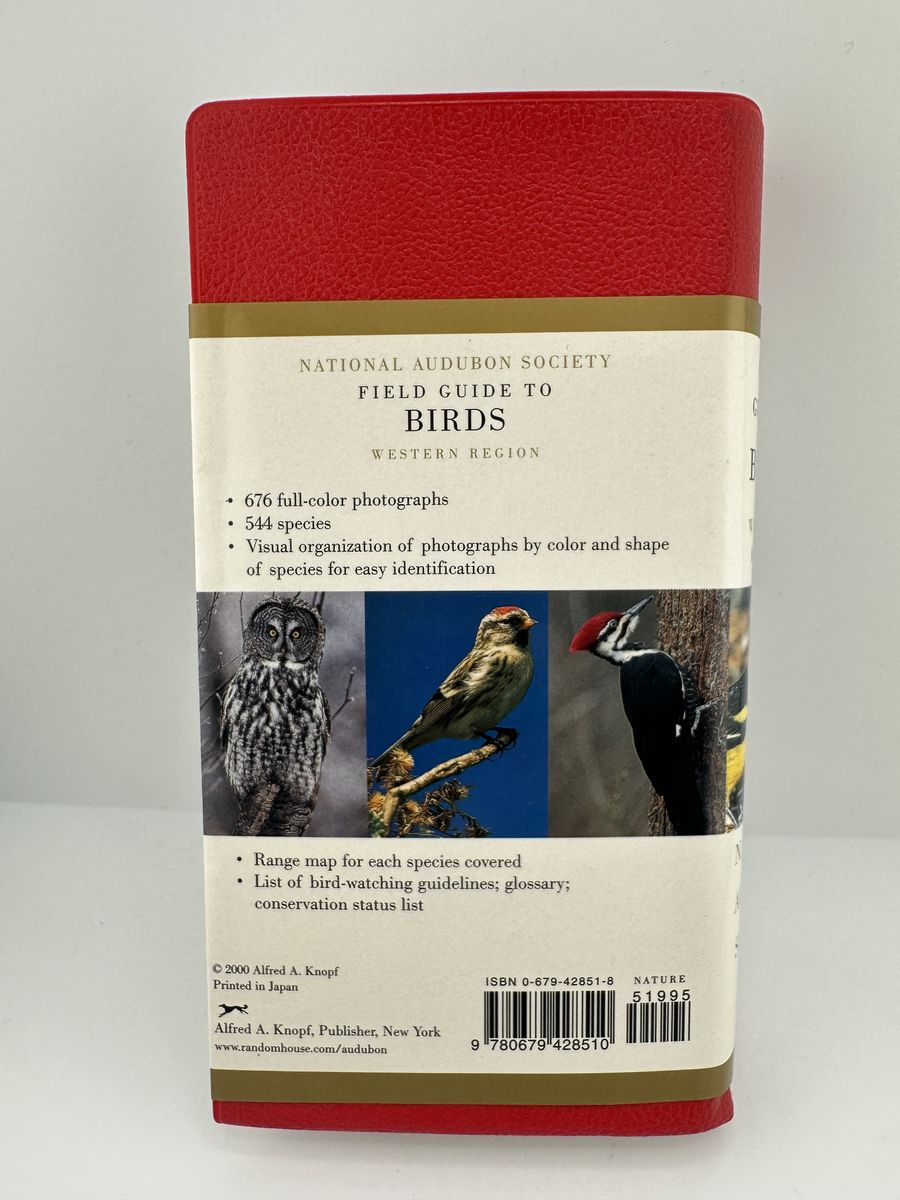 NATIONAL AUDUBON SOCIETY
FIELD GUIDE TO
BIRDS
WESTERN REGION
• 676 full-color photographs
• 544 species
• Visual organization of photographs by color and shape
of species for easy identification
• Range map for each species covered
• List of bird-watching guidelines; glossary;
conservation status list
© 2000 Alfred A. Knopf
Printed in Japan
Alfred A. Knopf, Publisher, New York
www.randomhouse.com/audubon
ISBN 0-679-42851-8
NATURE
51995
9 780679 428510